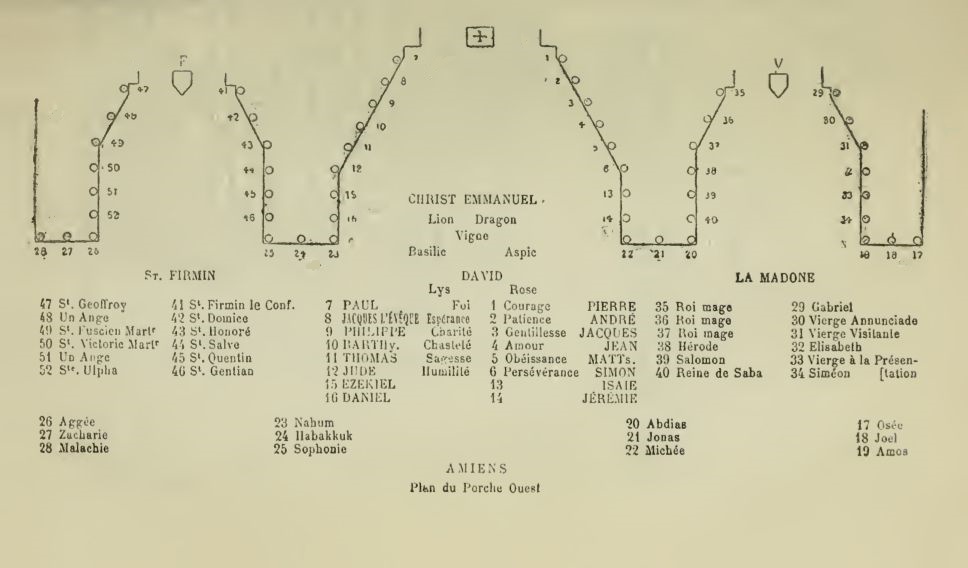 F
V
47
48
49
50
51
52
28 27 26
41
42
43
44
45
46
25 24 23
7
8
9
10
11
12
15
16
1
2
3
4
5
6
13
14
22 21 20
35
36
37
38
39
40
29
30
31
32
33
34
19 18 17
CHRIST EMMANUEL.
Lion Dragon
Vigne
Basilic Aspic
ST. FIRMIN
DAVID
LA MADONE
Lys Rose
47 St. Geoffroy
48 Un Ange
49 St. Fuscien Martr
50 St. Victoric Martr
51 Un Ange
52 Ste. Ulpha
41 St. Firmin le Conf.
42 St. Domice
43 St. Honoré
44 St. Salve
45 St. Quentin
46 St. Gentian
7 PAUL Foi
8 JACQUES L'ÉVÊQUE Espérance
9 PHILIPPE Charité
10 BARTHy. Chasteté
11 THOMAS Sagesse
12 JUDE Humilité
15 EZEKIEL
16 DANIEL
1 Courage PIERRE
2 Patience ANDRÉ
3 Gentillesse JACQUES
4 Amour JEAN
5 Obéissance MATTs.
6 Persévérance SIMON
13 ISAIE
14 JÉRÉMIE
35 Roi mage
36 Roi mage
37 Roi mage
38 Hérode
39 Salomon
40 Reine de Saba
29 Gabriel
30 Vierge Annunciade
31 Vierge Visitante
32 Elisabeth
33 Vierge à la Présen-
34 Siméon [tation
26 Aggée
27 Zacharie
28 Malachie
23 Nahum
24 Habakkuk
25 Sophonie
20 Abdias
21 Jonas
22 Michée
17 Osée
18 Joel
19 Amos
AMIENS
Plan du Porche Ouest